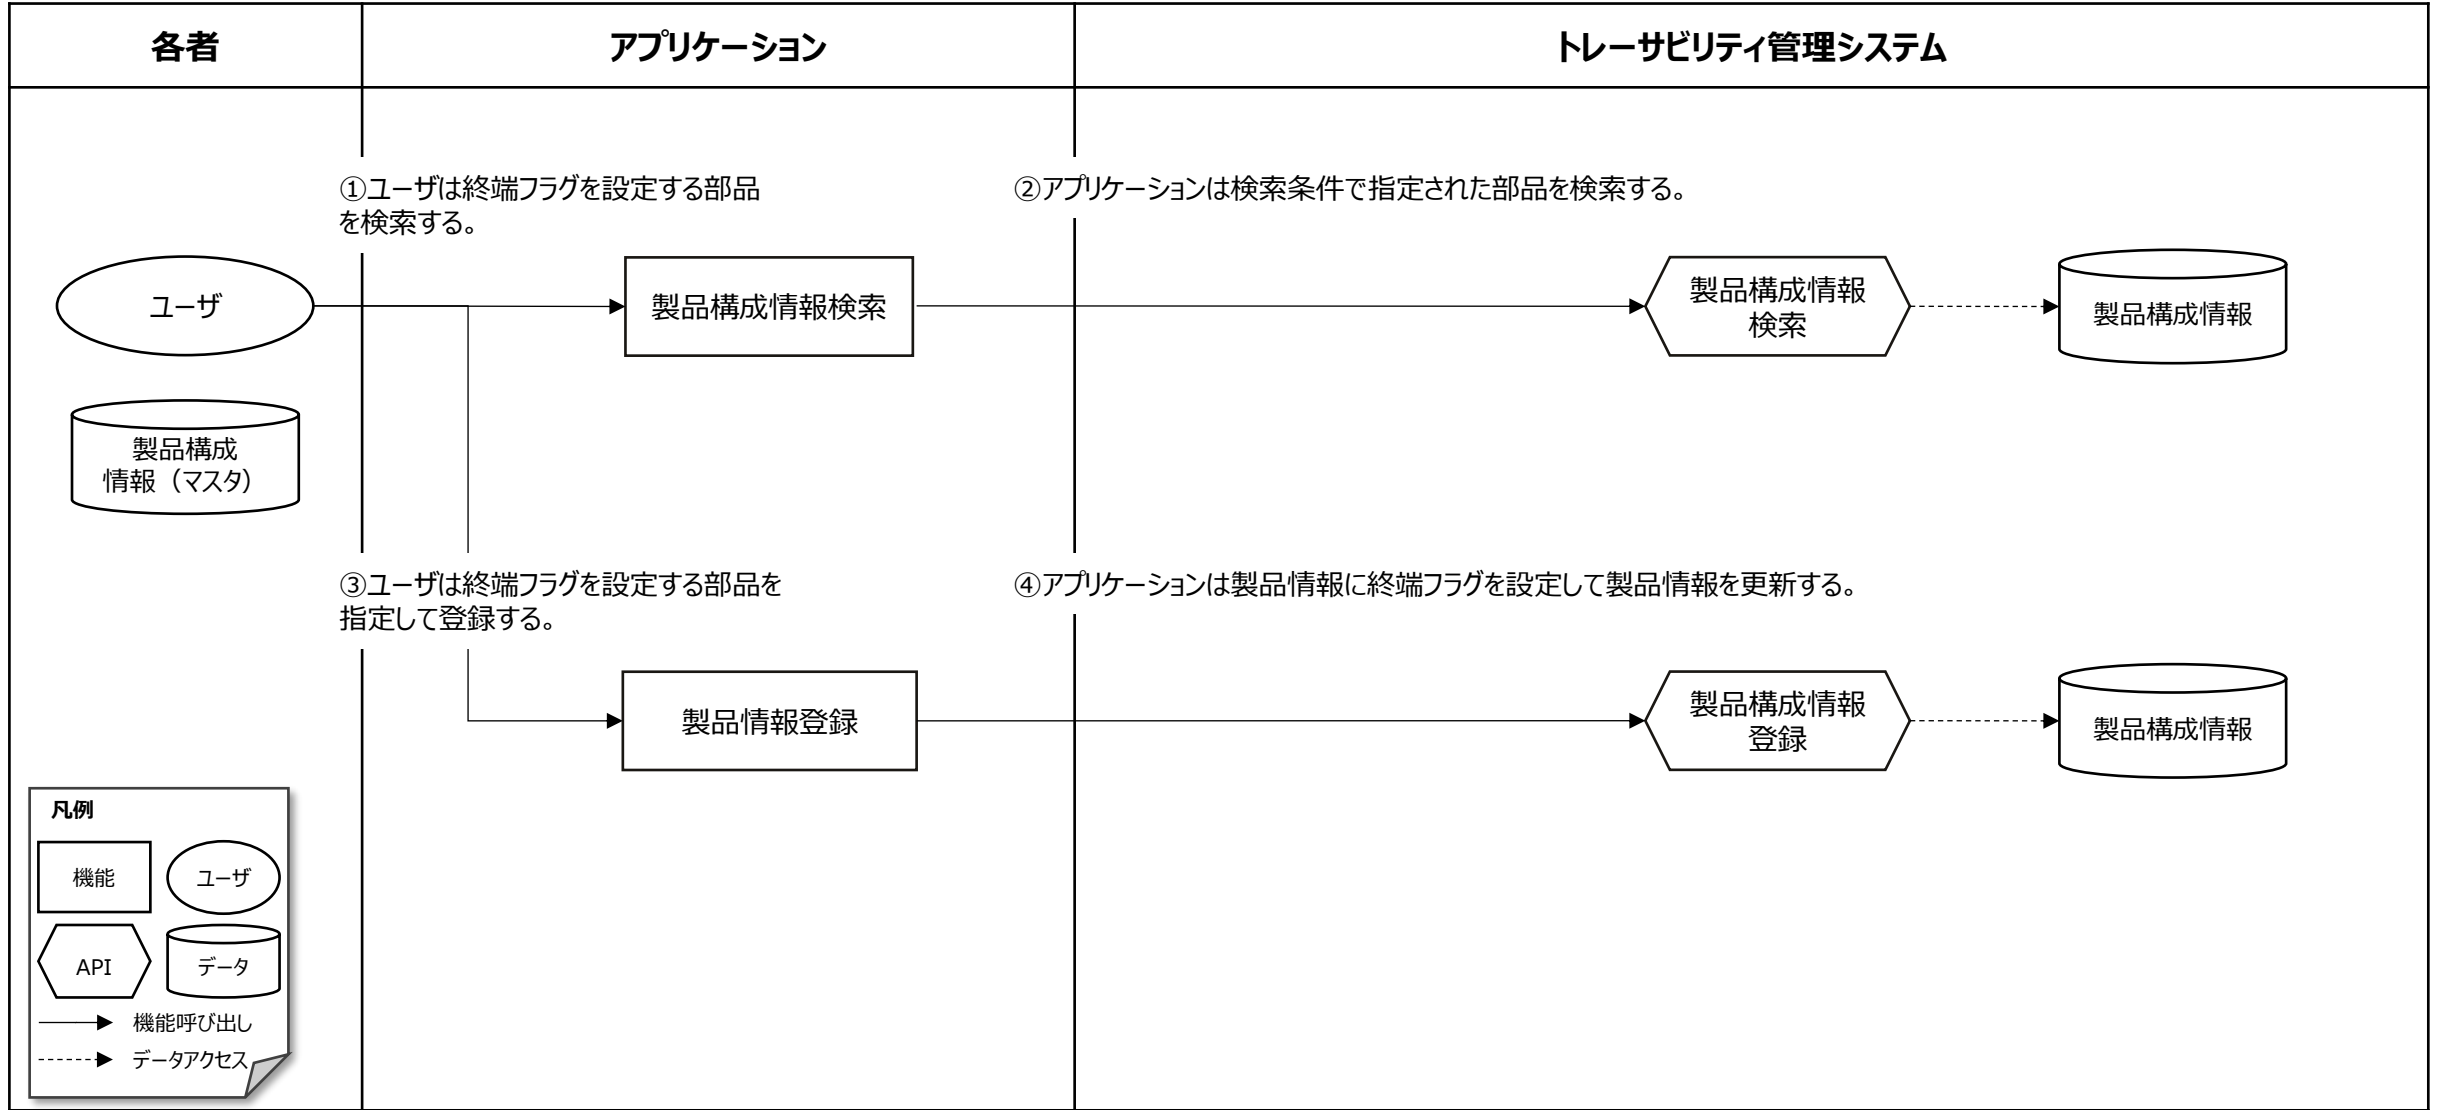 各者
アプリケーション
トレーサビリティ管理システム
①ユーザは終端フラグを設定する部品
を検索する。
②アプリケーションは検索条件で指定された部品を検索する。
ユーザ
製品構成情報検索
製品構成情報
検索
製品構成情報
製品構成
情報（マスタ）
③ユーザは終端フラグを設定する部品を
指定して登録する。
④アプリケーションは製品情報に終端フラグを設定して製品情報を更新する。
製品情報登録
製品構成情報
登録
製品構成情報
凡例
機能
ユーザ
API
データ
機能呼び出し
データアクセス